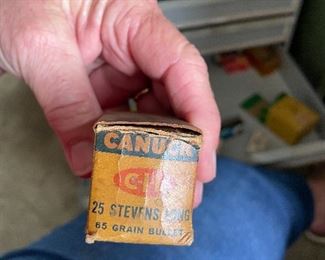 CANUCK
CIL
25 STEVENS LONG
65 GRAIN BULLET